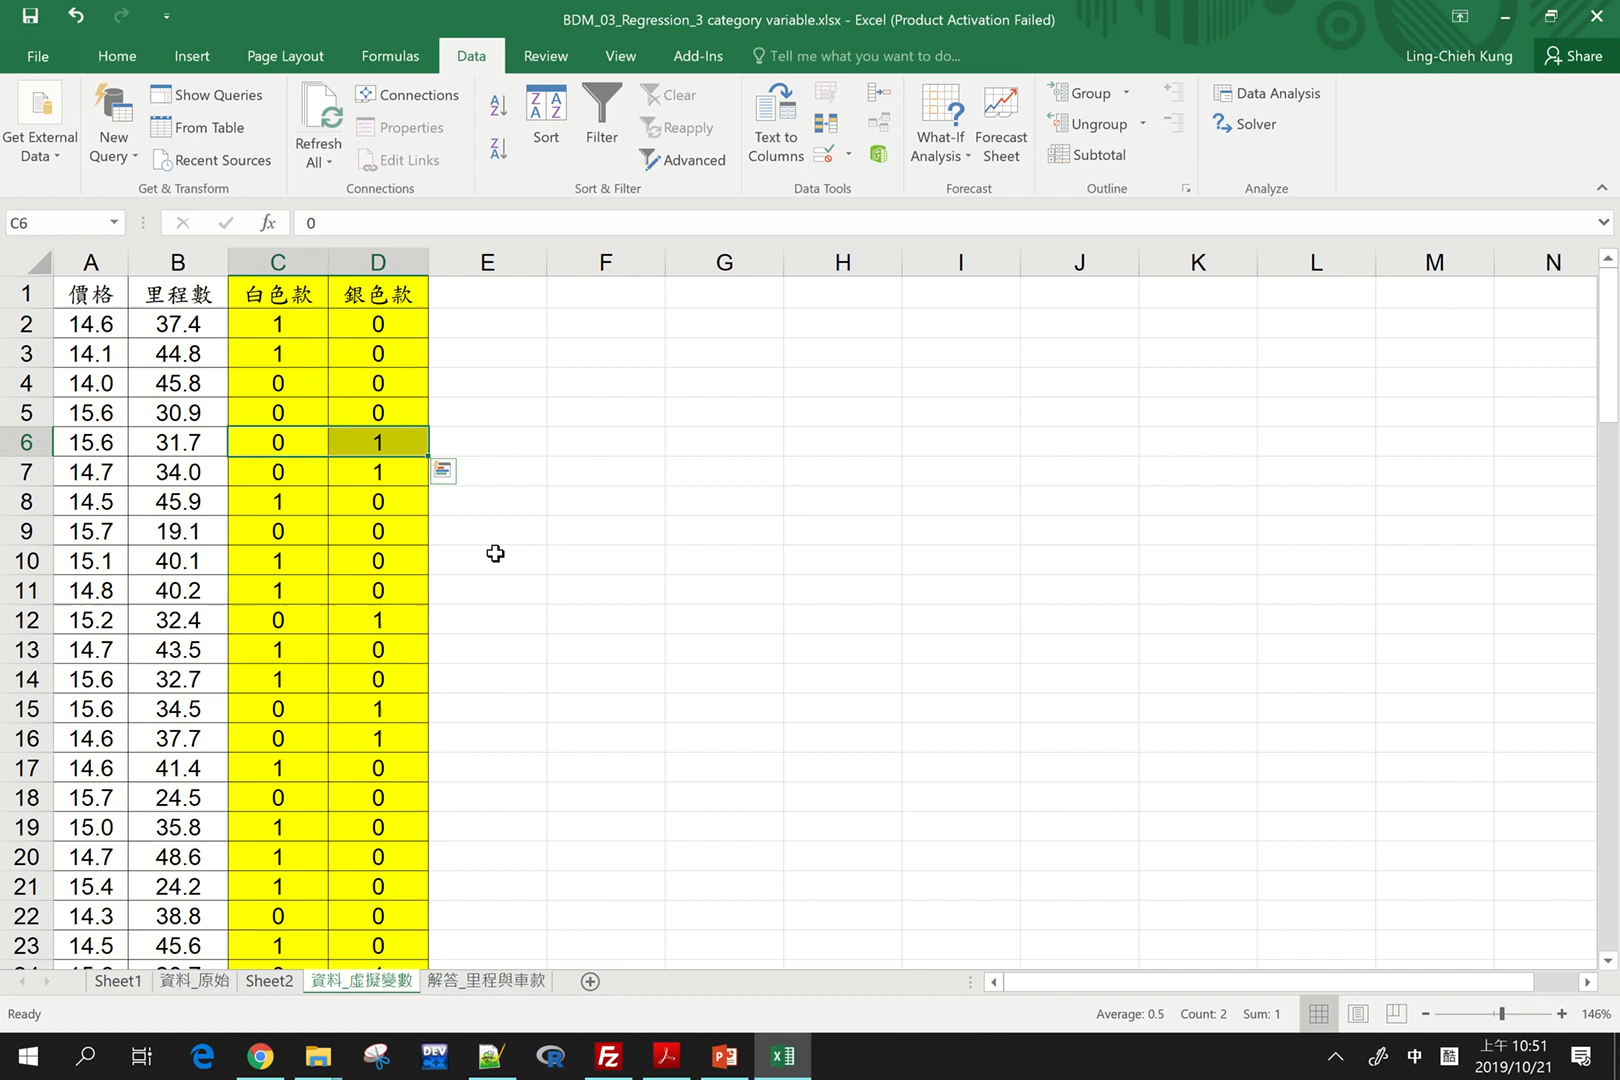 BDM_03_Regression_3 category variable.xlsx - Excel (Product Activation Failed)
File Home Insert Page Layout Formulas Data Review View Add-Ins Tell me what you want to do... Ling-Chieh Kung Share
Get External Data
New Query
Show Queries
From Table
Recent Sources
Get & Transform
Refresh All
Connections
Properties
Edit Links
Connections
Sort
Filter
Clear
Reapply
Advanced
Sort & Filter
Text to Columns
Data Tools
What-If Analysis
Forecast Sheet
Forecast
Group
Ungroup
Subtotal
Outline
Data Analysis
Solver
Analyze
C6 fx 0
A B C D E F G H I J K L M N
1 價格 里程數 白色款 銀色款
2 14.6 37.4 1 0
3 14.1 44.8 1 0
4 14.0 45.8 0 0
5 15.6 30.9 0 0
6 15.6 31.7 0 1
7 14.7 34.0 0 1
8 14.5 45.9 1 0
9 15.7 19.1 0 0
10 15.1 40.1 1 0
11 14.8 40.2 1 0
12 15.2 32.4 0 1
13 14.7 43.5 1 0
14 15.6 32.7 1 0
15 15.6 34.5 0 1
16 14.6 37.7 0 1
17 14.6 41.4 1 0
18 15.7 24.5 0 0
19 15.0 35.8 1 0
20 14.7 48.6 1 0
21 15.4 24.2 1 0
22 14.3 38.8 0 0
23 14.5 45.6 1 0
Sheet1 資料_原始 Sheet2 資料_虛擬變數 解答_里程與車款
Ready Average: 0.5 Count: 2 Sum: 1 146%
DEV
中
酷
上午 10:51
2019/10/21